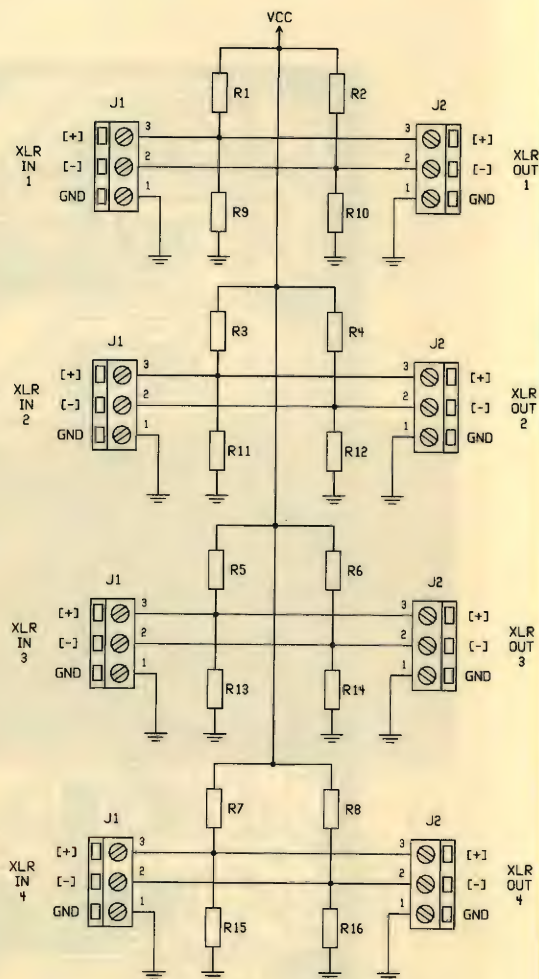 VCC
R1
R2
J1
J2
[+]
3
3
[+]
XLR
IN
1
[-]
2
2
[-]
XLR
OUT
1
GND
1
1
GND
R9
R10
R3
R4
J1
J2
[+]
3
3
[+]
XLR
IN
2
[-]
2
2
[-]
XLR
OUT
2
GND
1
1
GND
R11
R12
R5
R6
J1
J2
[+]
3
3
[+]
XLR
IN
3
[-]
2
2
[-]
XLR
OUT
3
GND
1
1
GND
R13
R14
R7
R8
J1
J2
[+]
3
3
[+]
XLR
IN
4
[-]
2
2
[-]
XLR
OUT
4
GND
1
1
GND
R15
R16